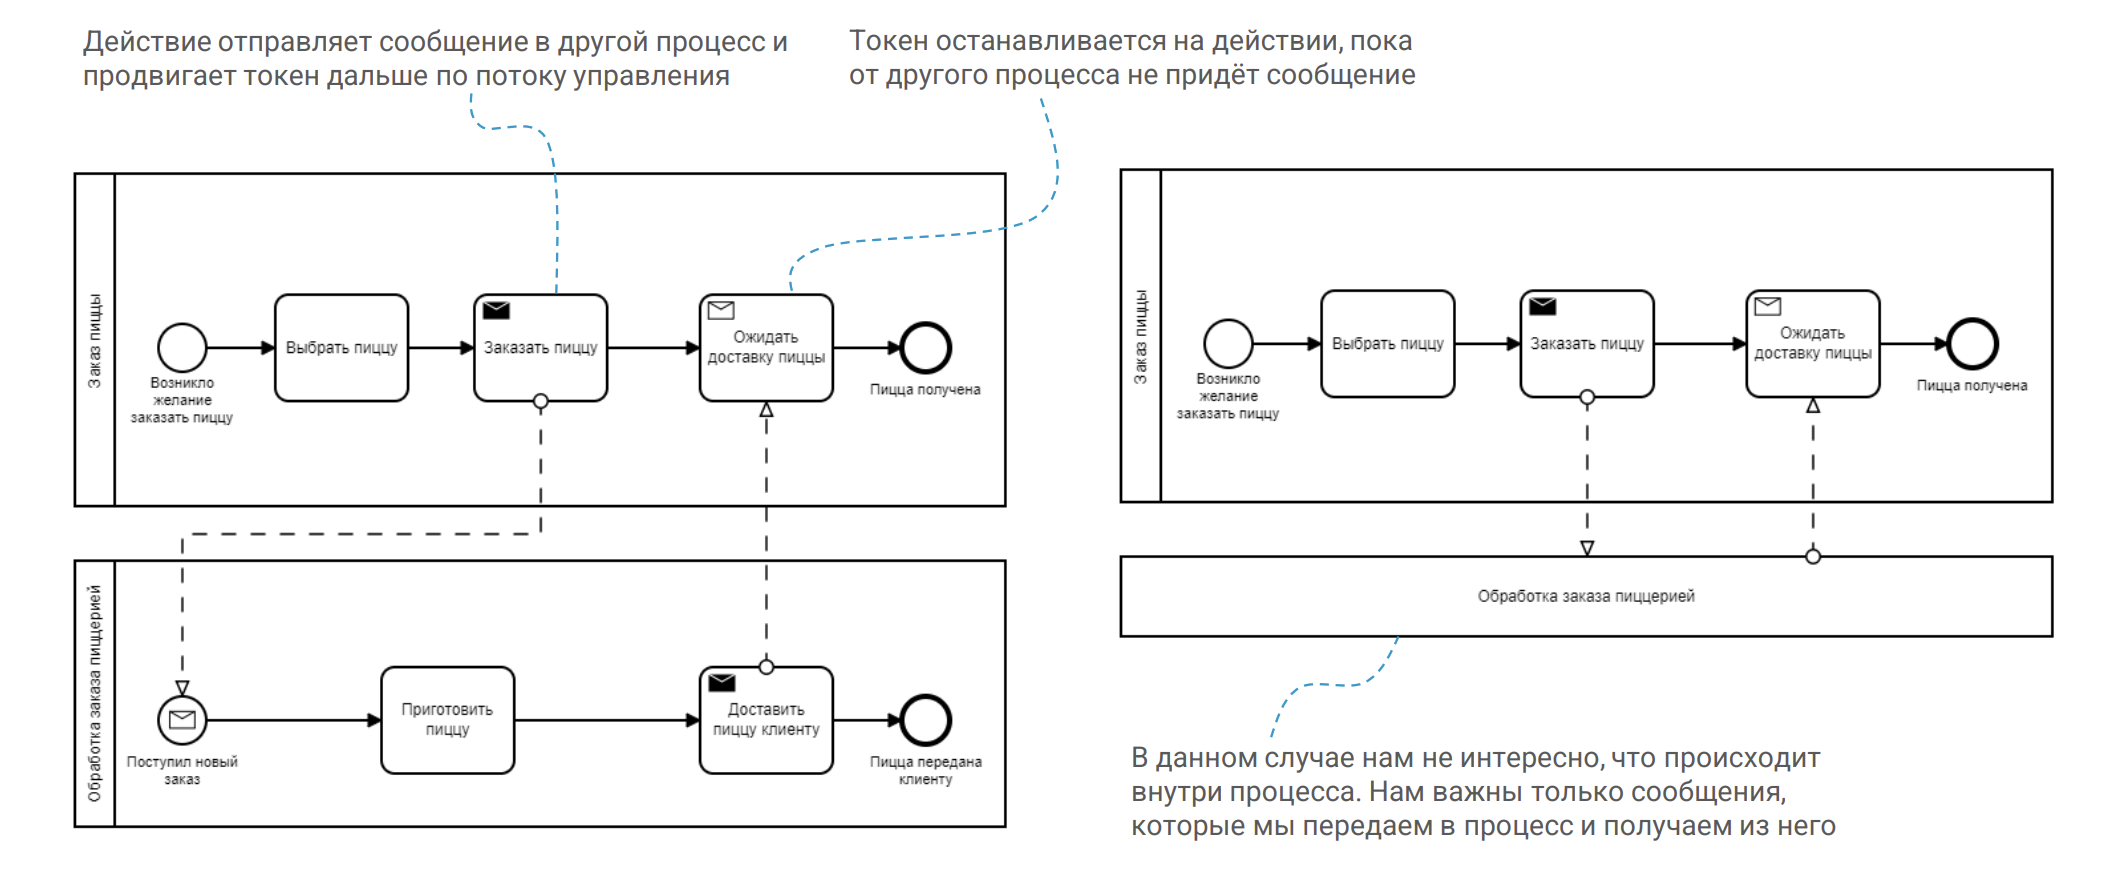 Действие отправляет сообщение в другой процесс и
продвигает токен дальше по потоку управления
Токен останавливается на действии, пока
от другого процесса не придёт сообщение
Заказ пиццы
Возникло
желание
заказать пиццу
Выбрать пиццу
Заказать пиццу
Ожидать
доставку пиццы
Пицца получена
Обработка заказа пиццерией
Поступил новый
заказ
Приготовить
пиццу
Доставить
пиццу клиенту
Пицца передана
клиенту
Заказ пиццы
Возникло
желание
заказать пиццу
Выбрать пиццу
Заказать пиццу
Ожидать
доставку пиццы
Пицца получена
Обработка заказа пиццерией
В данном случае нам не интересно, что происходит
внутри процесса. Нам важны только сообщения,
которые мы передаем в процесс и получаем из него